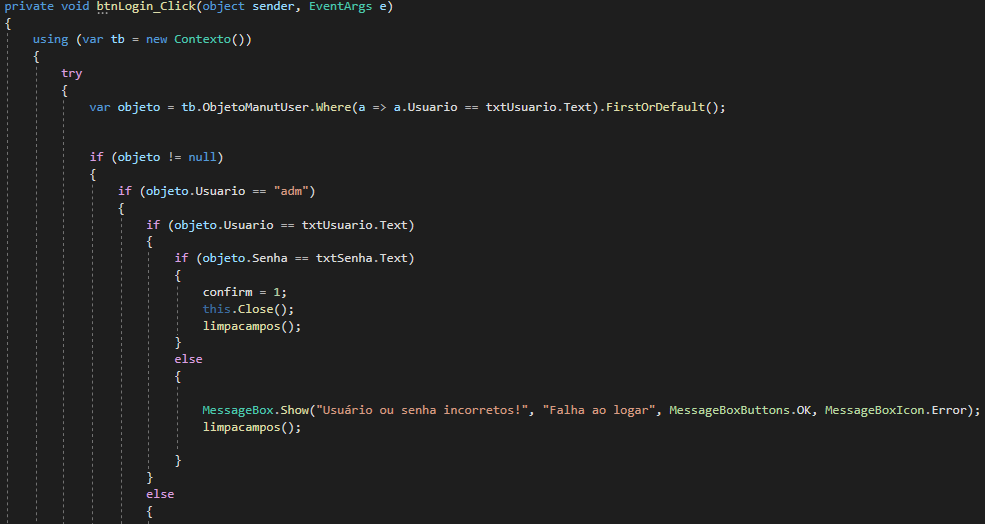 private void btnLogin_Click(object sender, EventArgs e)
{
using (var tb = new Contexto())
{
try
{
var objeto = tb.ObjetoManutUser.Where(a => a.Usuario == txtUsuario.Text).FirstOrDefault();
if (objeto != null)
{
if (objeto.Usuario == "adm")
{
if (objeto.Usuario == txtUsuario.Text)
{
if (objeto.Senha == txtSenha.Text)
{
confirm = 1;
this.Close();
limpacampos();
}
else
{
MessageBox.Show("Usuário ou senha incorretos!", "Falha ao logar", MessageBoxButtons.OK, MessageBoxIcon.Error);
limpacampos();
}
}
else
{